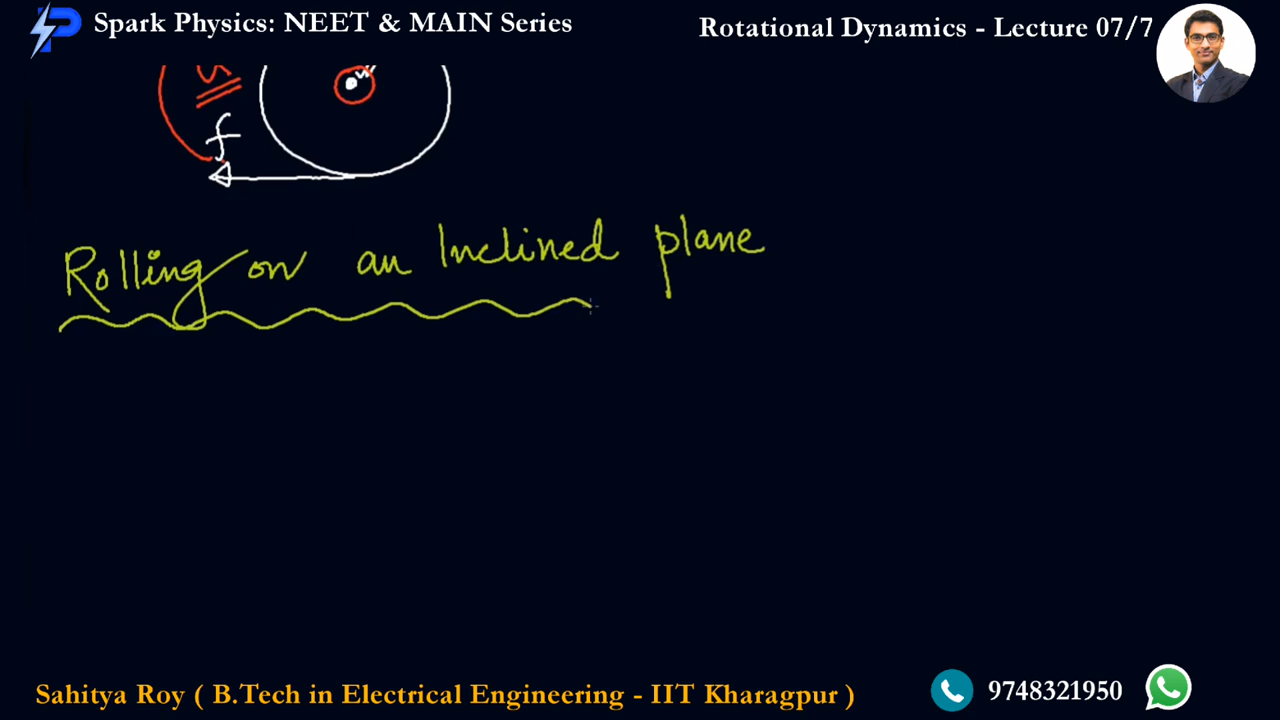 Spark Physics: NEET & MAIN Series
Rotational Dynamics - Lecture 07/7
f
Rolling on an Inclined plane
Sahitya Roy ( B.Tech in Electrical Engineering - IIT Kharagpur )
9748321950